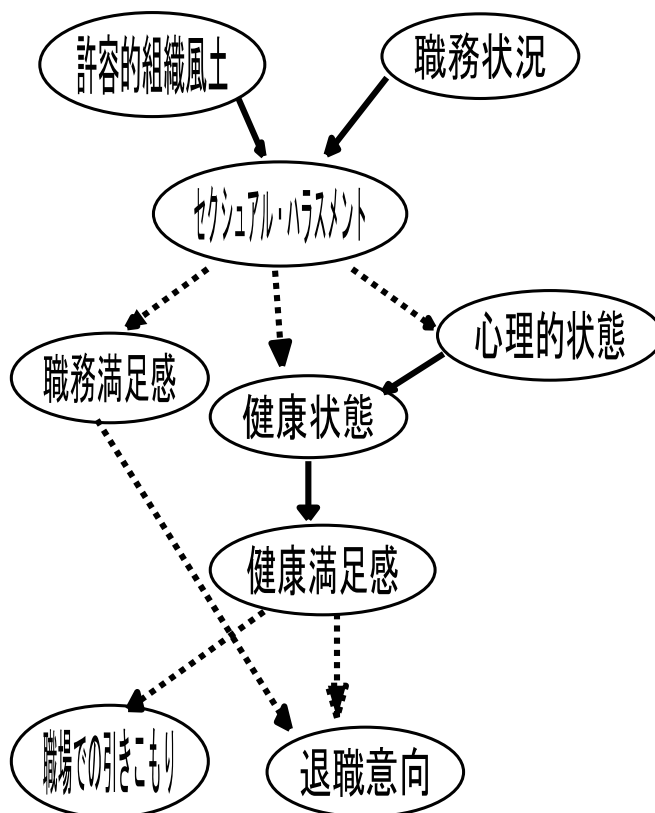 許容的組織風土
職務状況
セクシュアル・ハラスメント
心理的状態
職務満足感
健康状態
健康満足感
職場での引きこもり
退職意向